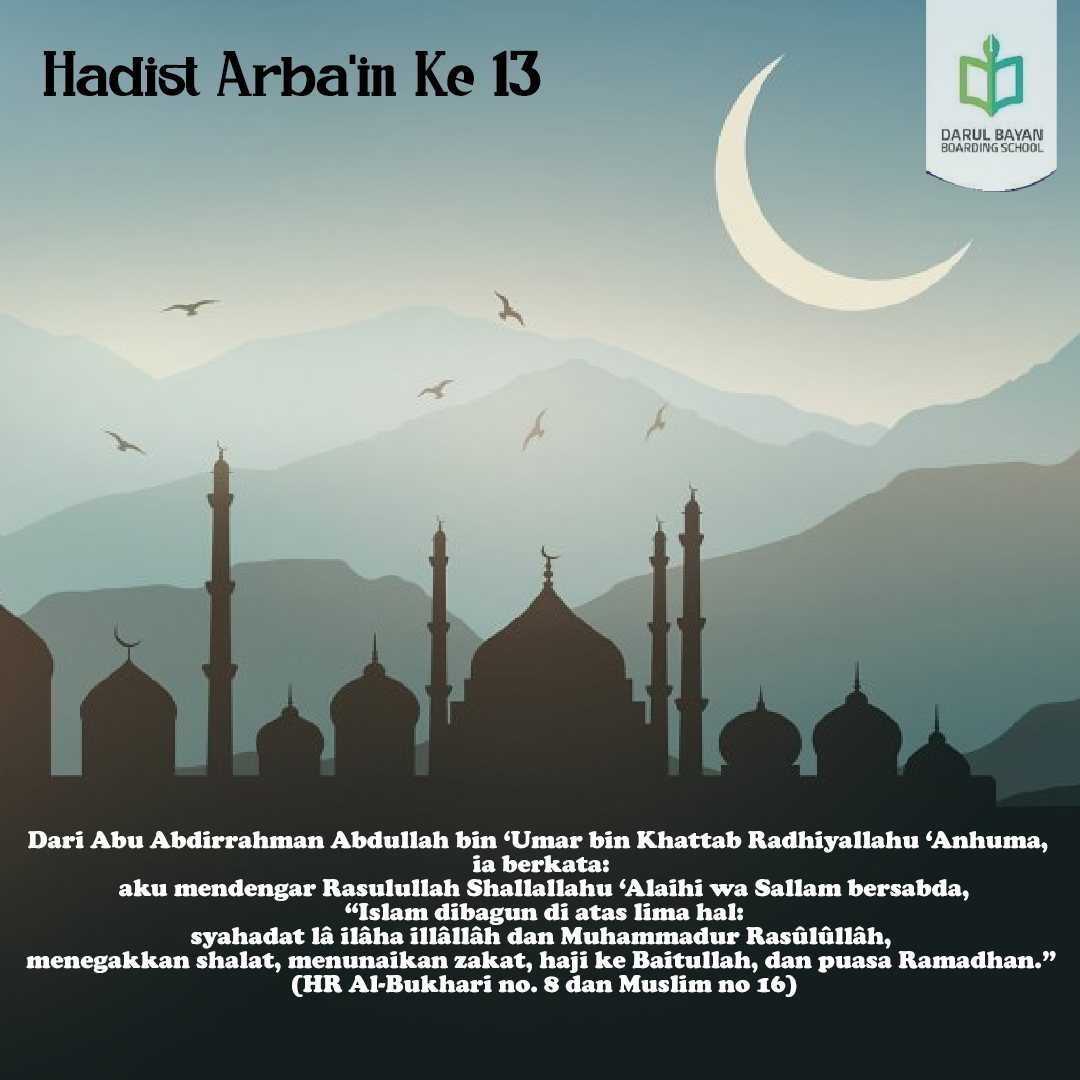 Hadist Arba'in Ke 13
DARUL BAYAN
BOARDING SCHOOL
Dari Abu Abdirrahman Abdullah bin ‘Umar bin Khattab Radhiyallahu ‘Anhuma,
ia berkata:
aku mendengar Rasulullah Shallallahu ‘Alaihi wa Sallam bersabda,
“Islam dibagun di atas lima hal:
syahadat lâ ilâha illâllâh dan Muhammadur Rasûlûllâh,
menegakkan shalat, menunaikan zakat, haji ke Baitullah, dan puasa Ramadhan.”
(HR Al-Bukhari no. 8 dan Muslim no 16)